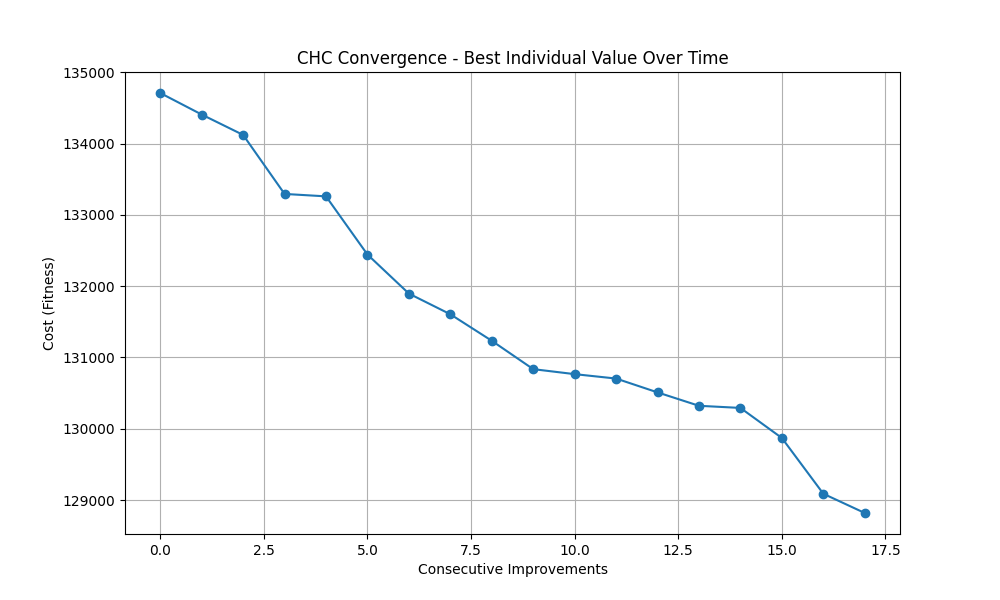 CHC Convergence - Best Individual Value Over Time
135000
134000
133000
132000
131000
130000
129000
Cost (Fitness)
0.0 2.5 5.0 7.5 10.0 12.5 15.0 17.5
Consecutive Improvements